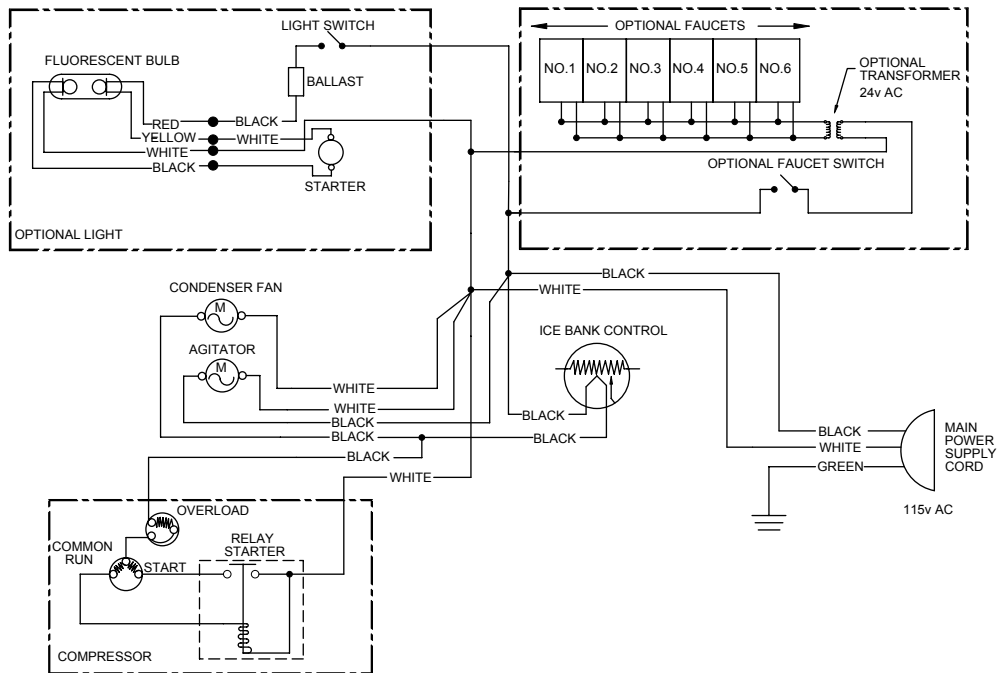 LIGHT SWITCH
FLUORESCENT BULB
BALLAST
RED
BLACK
YELLOW
WHITE
WHITE
BLACK
STARTER
OPTIONAL LIGHT
OPTIONAL FAUCETS
NO.1
NO.2
NO.3
NO.4
NO.5
NO.6
OPTIONAL
TRANSFORMER
24v AC
OPTIONAL FAUCET SWITCH
BLACK
WHITE
CONDENSER FAN
M
AGITATOR
M
ICE BANK CONTROL
WHITE
WHITE
BLACK
BLACK
BLACK
BLACK
BLACK
WHITE
BLACK
WHITE
GREEN
MAIN
POWER
SUPPLY
CORD
115v AC
OVERLOAD
COMMON
RUN
START
RELAY
STARTER
COMPRESSOR